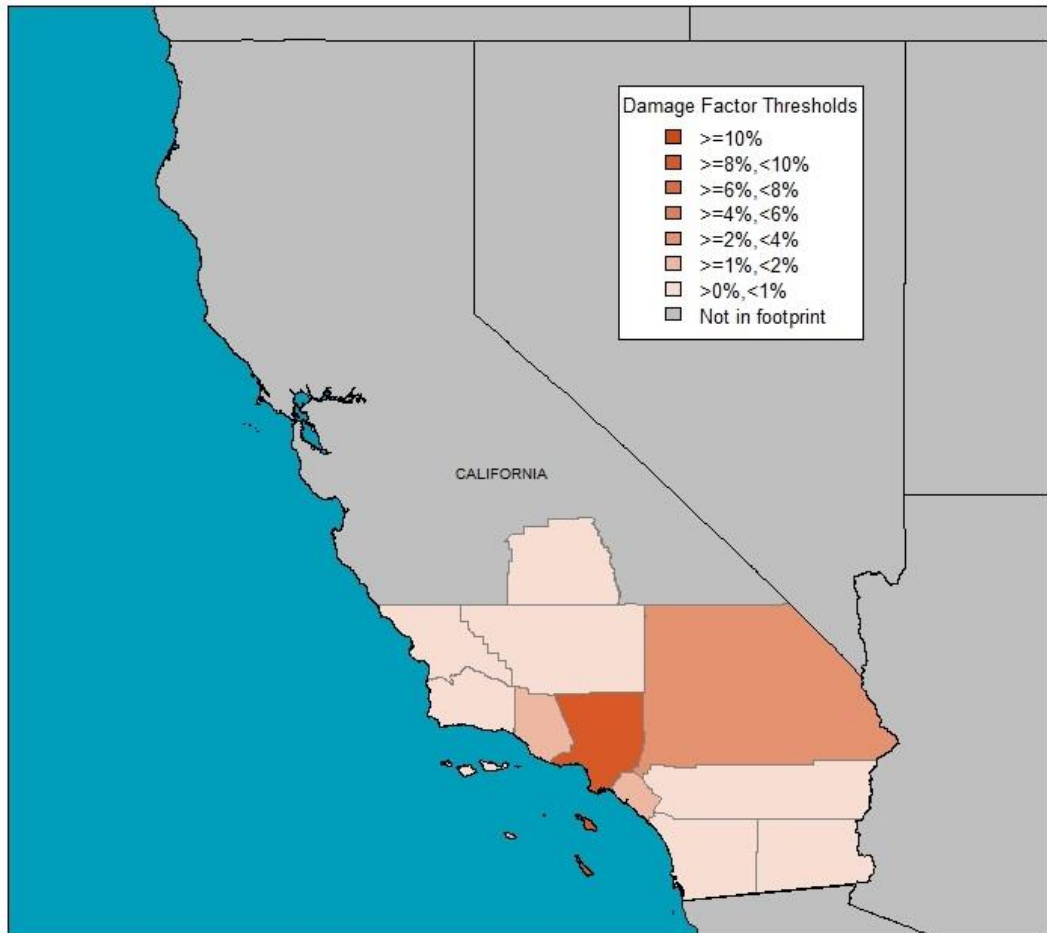 Damage Factor Thresholds
>=10%
>=8%,<10%
>=6%,<8%
>=4%,<6%
>=2%,<4%
>=1%,<2%
>0%,<1%
Not in footprint
CALIFORNIA